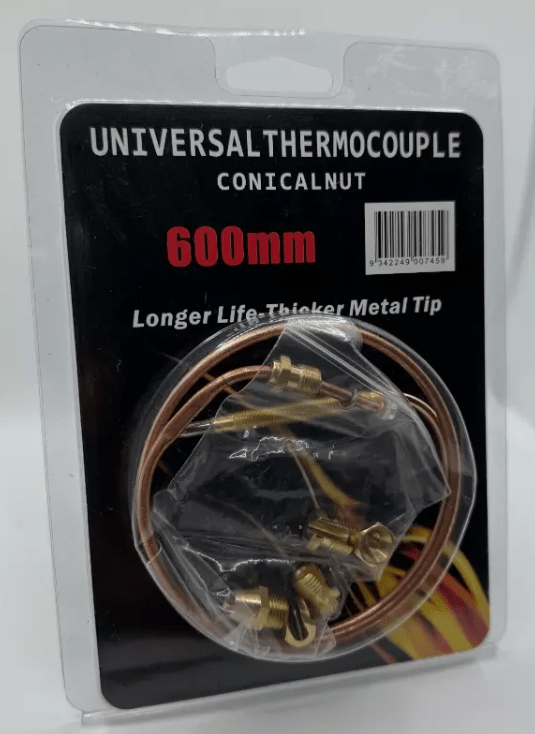 UNIVERSALTHERMOCOUPLE
CONICALNUT
600mm
9 342249 007459
Longer Life-Thicker Metal Tip